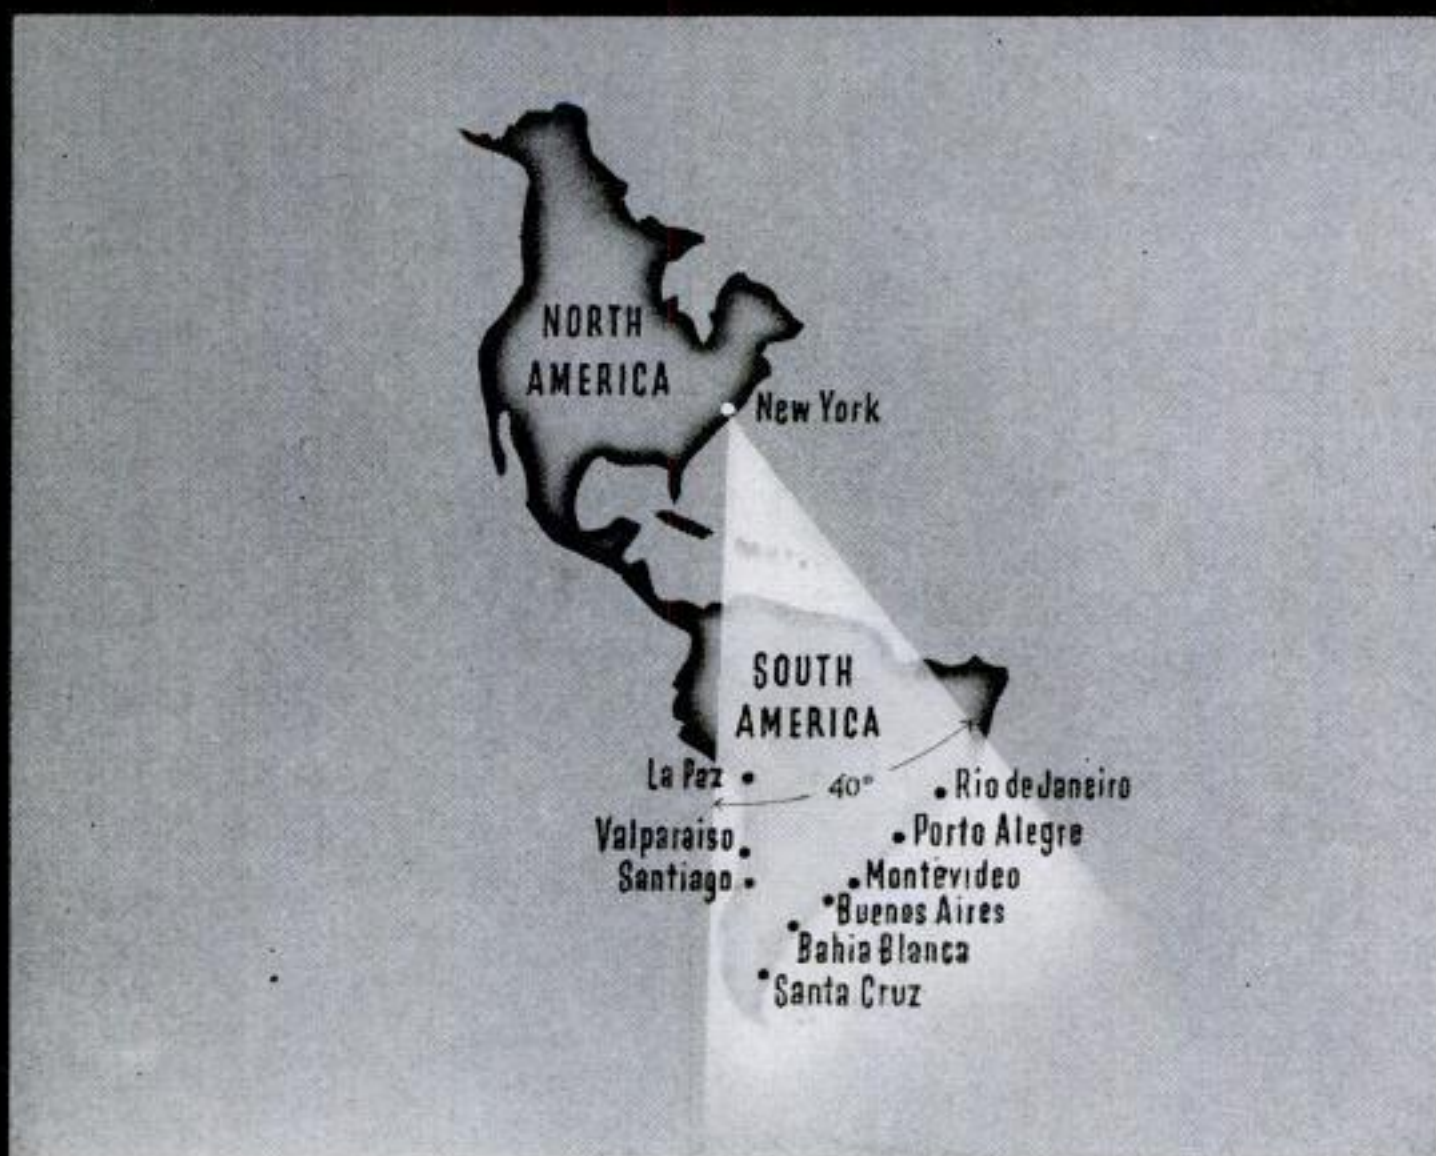 NORTH
AMERICA
New York
SOUTH
AMERICA
La Paz
40°
Rio de Janeiro
Valparaiso
Porto Alegre
Santiago
Montevideo
Buenos Aires
Bahia Blanca
Santa Cruz